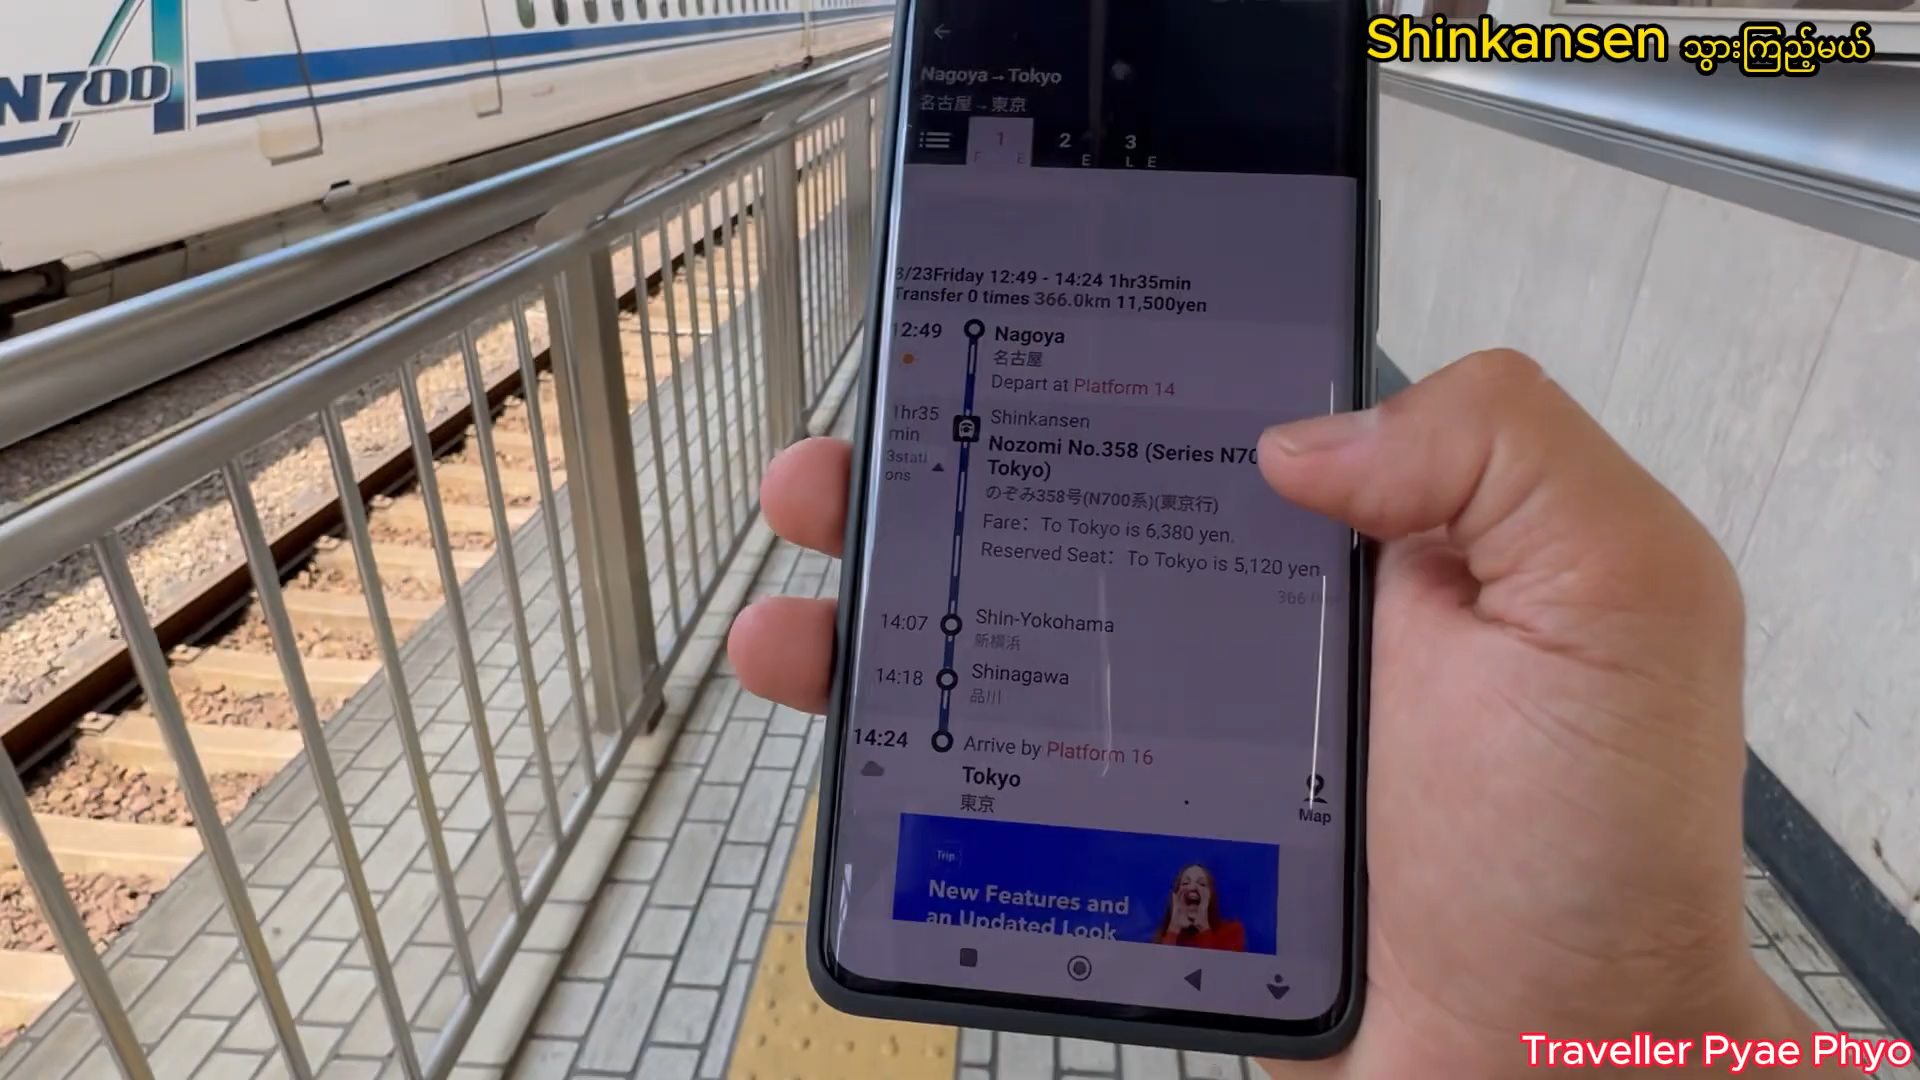 Shinkansen သွားကြည့်မယ်
N700
Nagoya→Tokyo
名古屋→東京
1 2 3
E E L E
/23Friday 12:49 - 14:24 1hr35min
Transfer 0 times 366.0km 11,500yen
12:49 Nagoya
名古屋
Depart at Platform 14
1hr35 min
3stations
Shinkansen
Nozomi No.358 (Series N70
Tokyo)
のぞみ358号(N700系)(東京行)
Fare: To Tokyo is 6,380 yen.
Reserved Seat: To Tokyo is 5,120 yen
14:07 Shin-Yokohama
新横浜
14:18 Shinagawa
品川
14:24 Arrive by Platform 16
Tokyo
東京
Map
Trip
New Features and
an Updated Look
Traveller Pyae Phyo